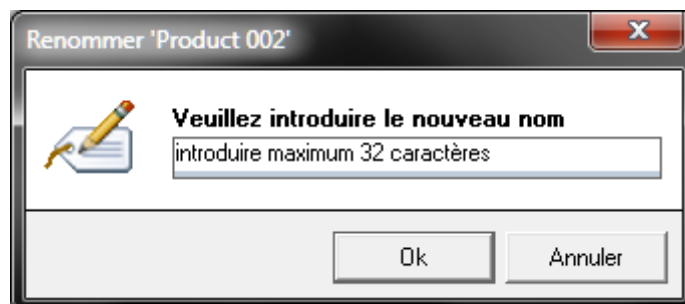 Renommer 'Product 002'
Veuillez introduire le nouveau nom
introduire maximum 32 caractères
Ok
Annuler